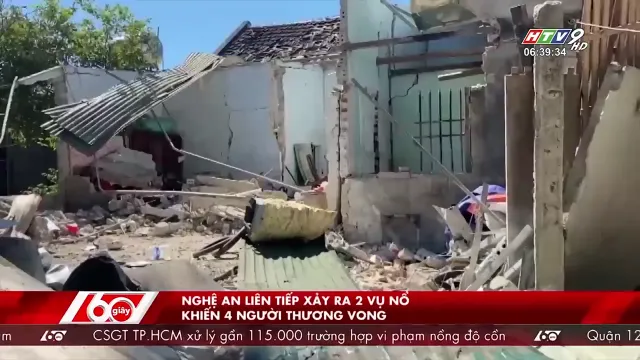 HTV9 HD
06:39:34
60 giây
NGHỆ AN LIÊN TIẾP XẢY RA 2 VỤ NỔ
KHIẾN 4 NGƯỜI THƯƠNG VONG
CSGT TP.HCM xử lý gần 115.000 trường hợp vi phạm nồng độ cồn 60 Quận 12